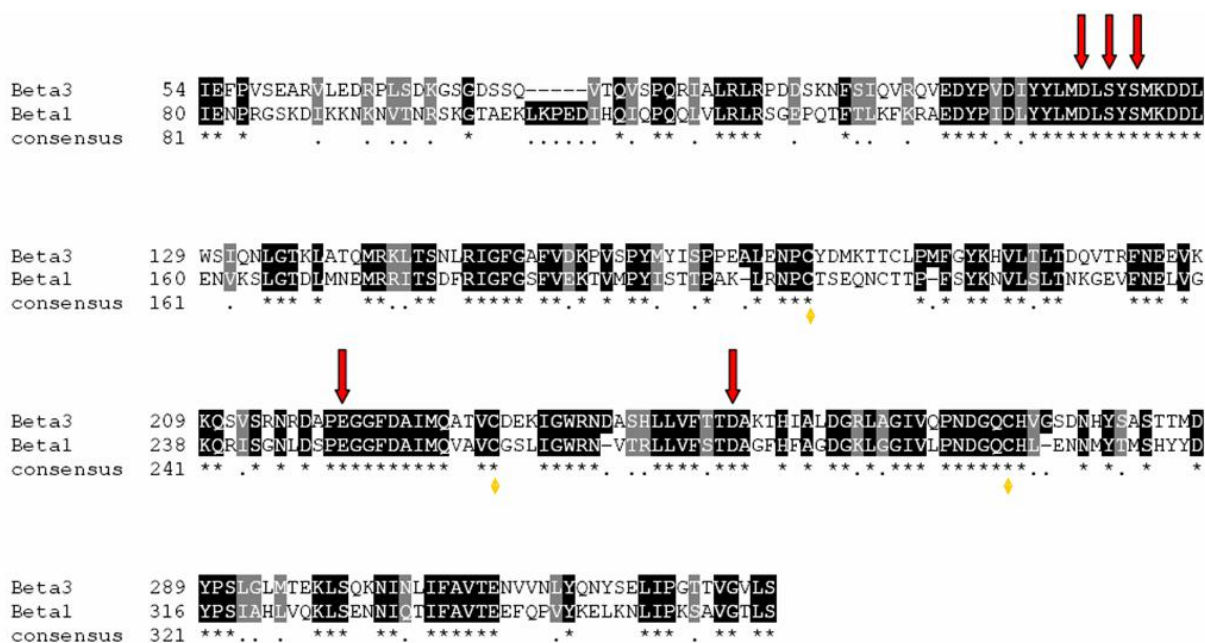 Beta3 54 IEFPVSEARVLEDRPLSDKGSGDSSQ-----VTQVSPQRIALRLRPDDSKNFSIQVRQVEDYPVDIYYLMDLSYSMKDDL
Beta1 80 IENPRGSKDIKKNKNVTNRSKGTAEKLKPEDIHQIQPQQLVLRLRSGEPQTFTLKFKRAEDYPIDLYYLMDLSYSMKDDL
consensus 81 ** *     .   . .. . *    ...... * . **  . ****    * .. .  ****.*.**************
Beta3 129 WSIQNLGTKLATQMRKLTSNLRIGFGAFVDKPVSPYMYISPPEALENPCYDMKTTCLPMFGYKHVLTLTDQVTRFNEEVK
Beta1 160 ENVKSLGTDLMNEMRRITSDFRIGFGSFVEKTVMPYISTTPAK-LRNPCTSEQNCTTP-FSYKNVLSLTNKGEVFNELVG
consensus 161   .  *** *   **..**  ***** **.* * ** .  . *  * ***        * . ** **.**     *** *
Beta3 209 KQSVSRNRDAPEGGFDAIMQATVCDEKIGWRNDASHLLVFTTDAKTHIALDGRLAGIVQPNDGQCHVGSDNHYSASTTMD
Beta1 238 KQRISGNLDSPEGGFDAIMQVAVCGSLIGWRN-VTRLLVFSTDAGFHFAGDGKLGGIVLPNDGQCHL-ENNMYTMSHYYD
consensus 241 ** .* * * ***********  **   *****. . **** ***  * * **.*.*** *******. .* *. *   *
Beta3 289 YPSLGLMTEKLSQKNINLIFAVTENVVNLYQNYSELIPGTTVGVLS
Beta1 316 YPSIAHLVQKLSENNIQTIFAVTEEFQPVYKELKNLIPKSAVGTLS
consensus 321 ***.  .  ***  **. ******    .*     *** . ** **